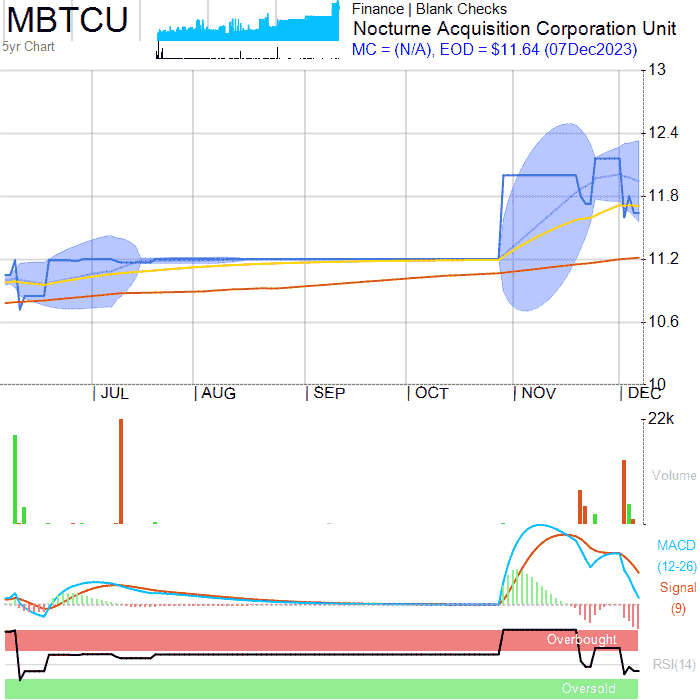 MBTCU
5yr Chart
Finance | Blank Checks
Nocturne Acquisition Corporation Unit
MC = (N/A), EOD = $11.64 (07Dec2023)
13
12.4
11.8
11.2
10.6
10
JUL AUG SEP OCT NOV DEC
22k
Volume
MACD
(12-26)
Signal
(9)
Overbought
RSI(14)
Oversold